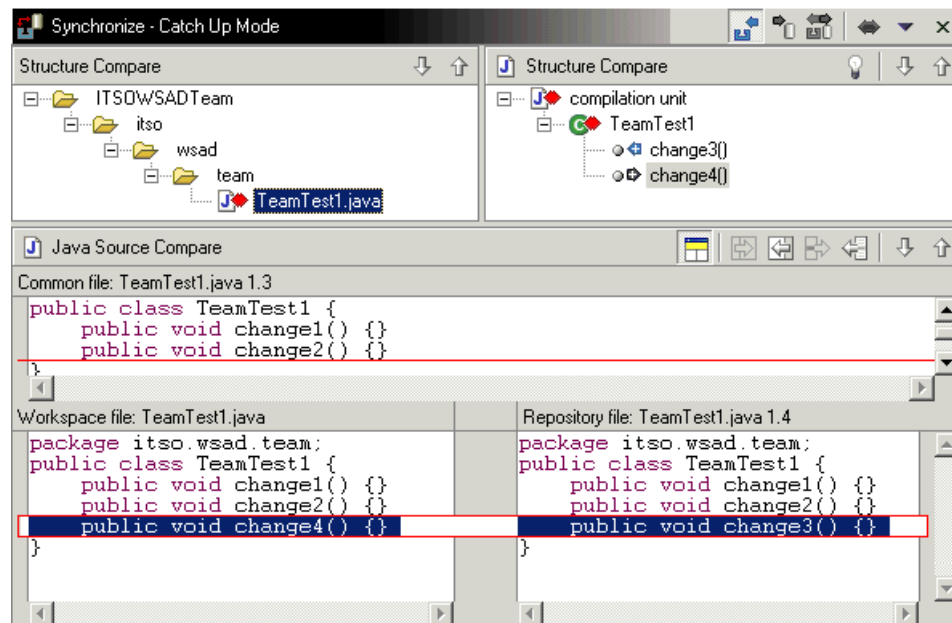 Synchronize - Catch Up Mode
Structure Compare
ITSOWSADTeam
itso
wsad
team
TeamTest1.java
Structure Compare
compilation unit
TeamTest1
change3()
change4()
Java Source Compare
Common file: TeamTest1.java 1.3
public class TeamTest1 {
public void change1() {}
public void change2() {}
}
Workspace file: TeamTest1.java
package itso.wsad.team;
public class TeamTest1 {
public void change1() {}
public void change2() {}
public void change4() {}
}
Repository file: TeamTest1.java 1.4
package itso.wsad.team;
public class TeamTest1 {
public void change1() {}
public void change2() {}
public void change3() {}
}